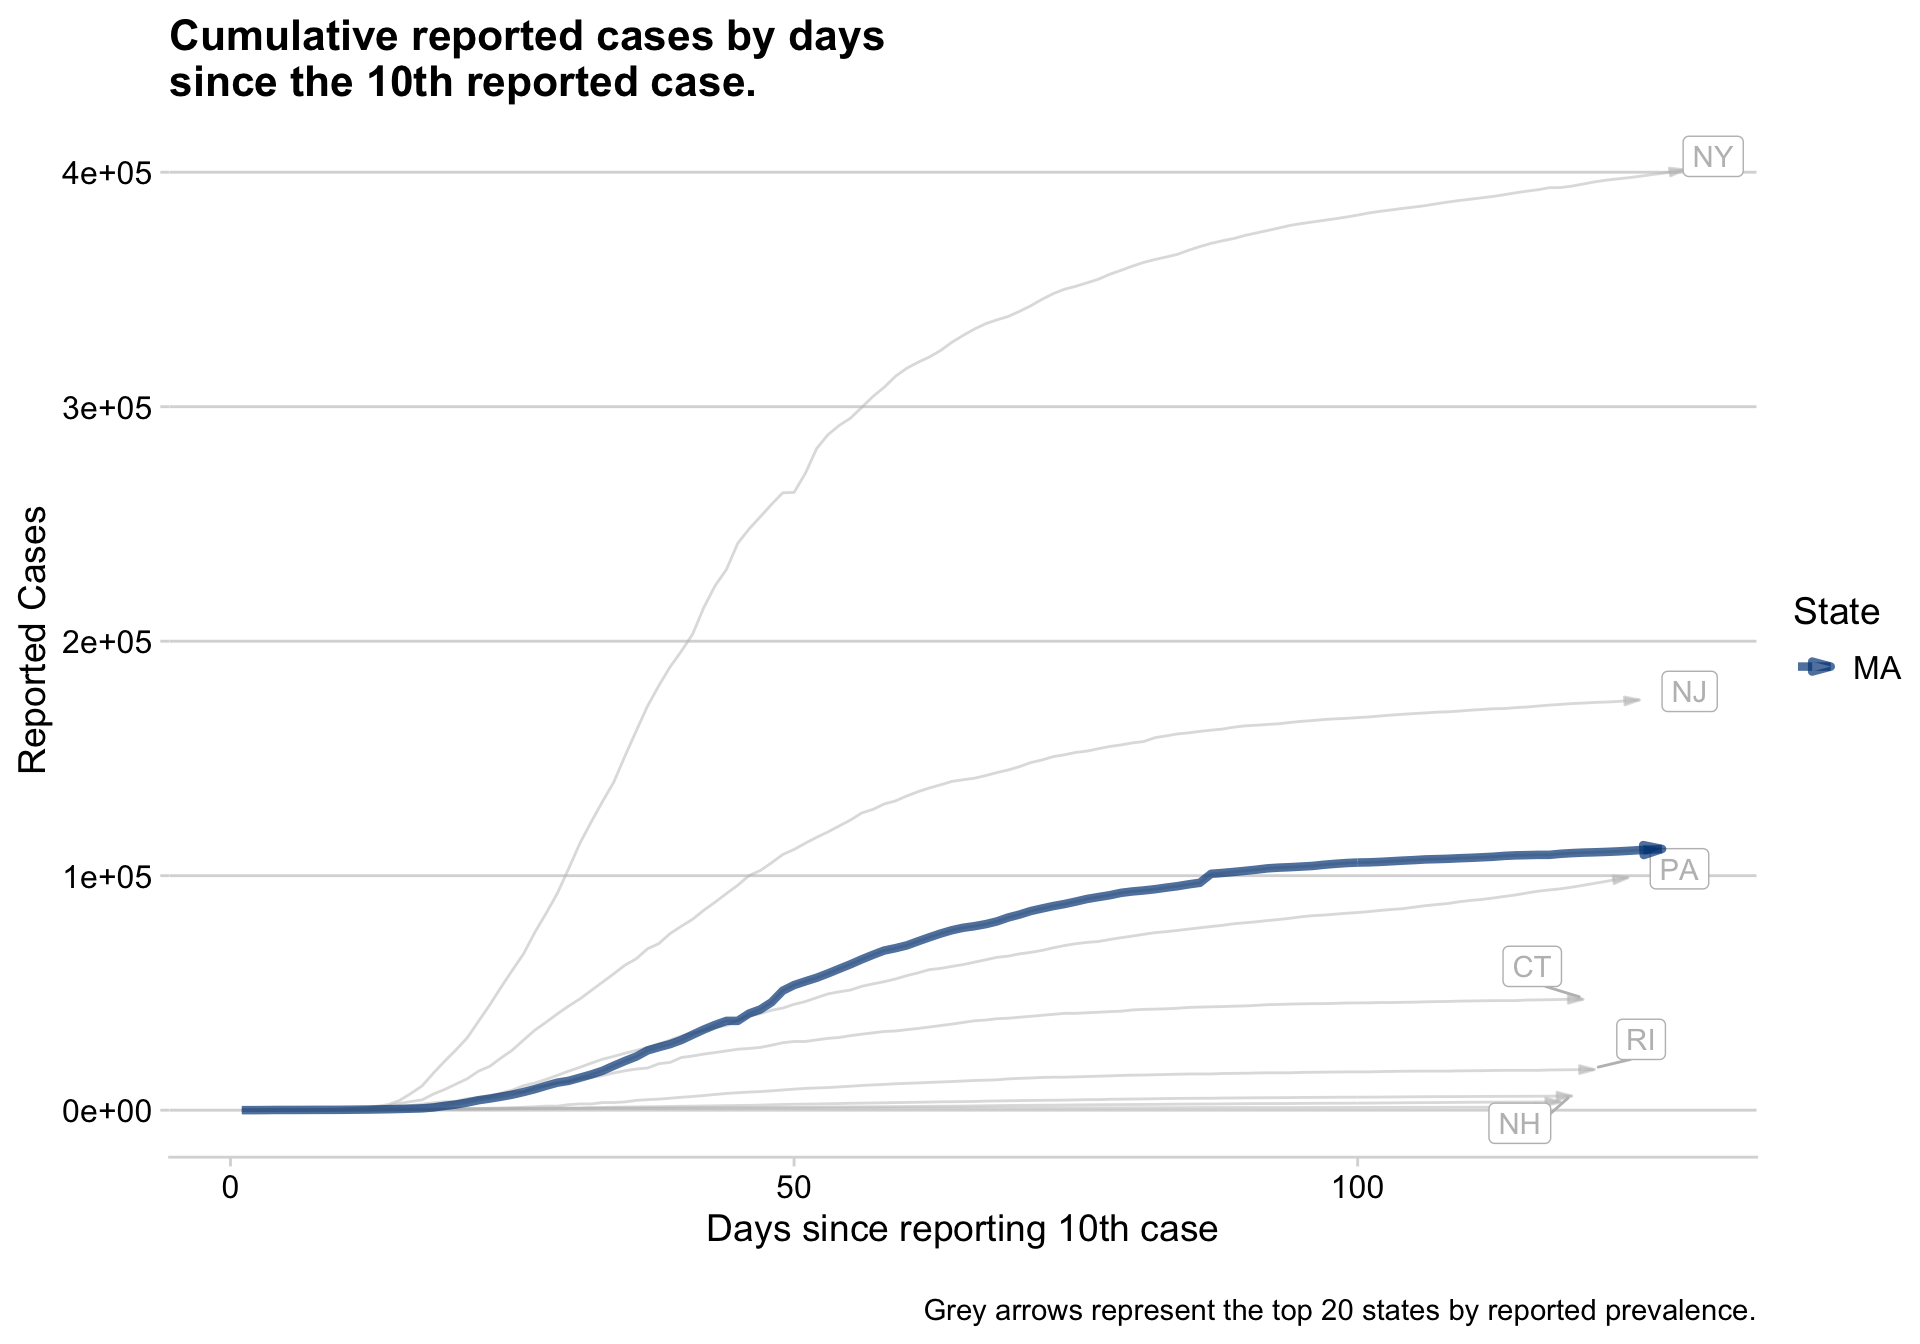 Cumulative reported cases by days
since the 10th reported case.
4e+05
3e+05
2e+05
1e+05
0e+00
Reported Cases
NY
NJ
PA
CT
RI
NH
State
MA
0
50
100
Days since reporting 10th case
Grey arrows represent the top 20 states by reported prevalence.